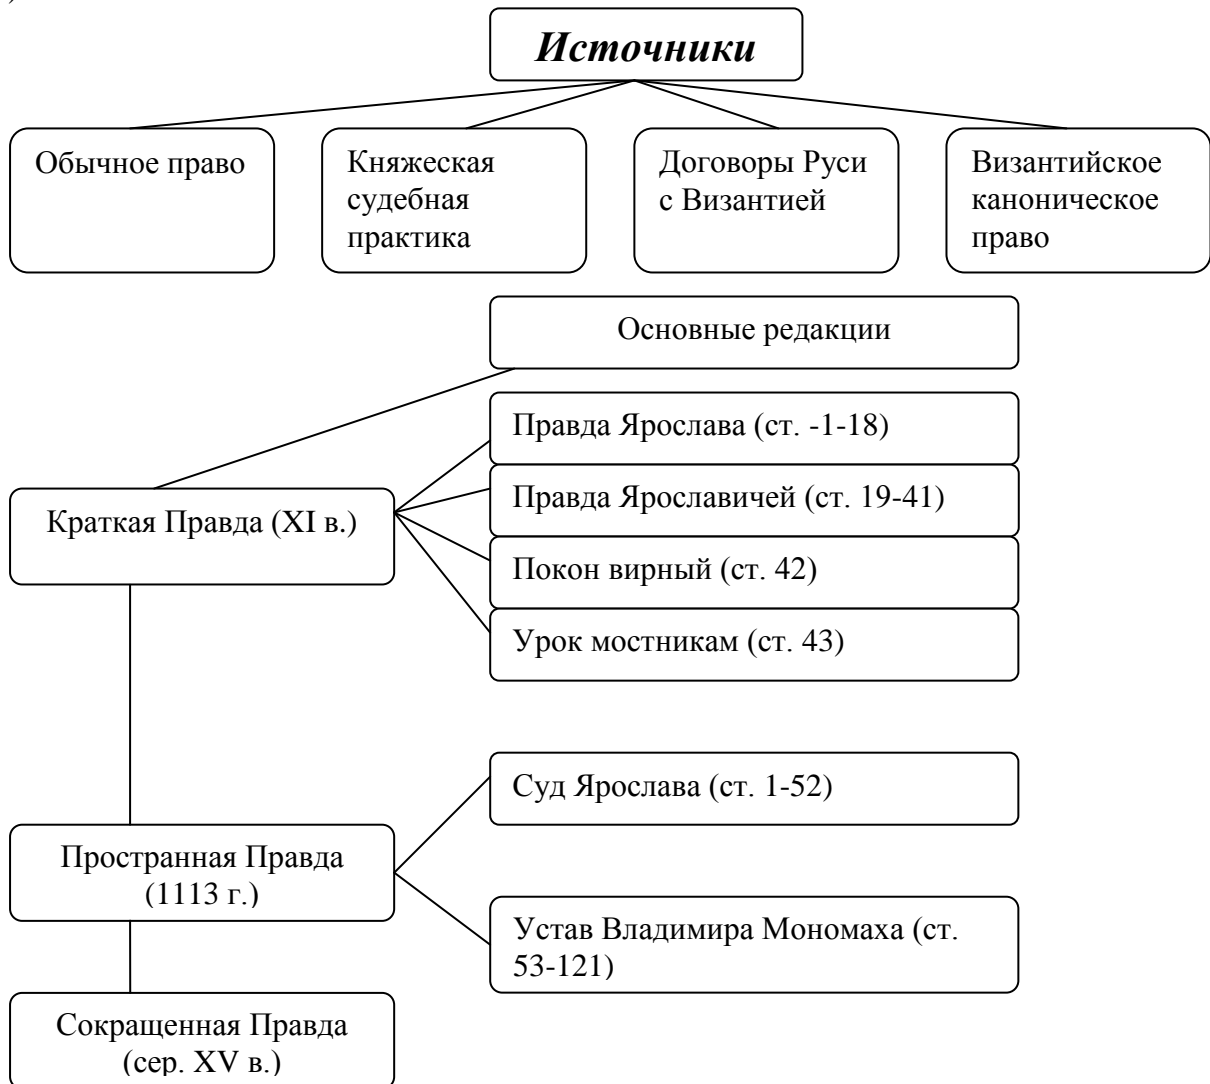 )
Источники
Обычное право
Княжеская
судебная
практика
Договоры Руси
с Византией
Византийское
каноническое
право
Основные редакции
Правда Ярослава (ст. -1-18)
Правда Ярославичей (ст. 19-41)
Краткая Правда (XI в.)
Покон вирный (ст. 42)
Урок мостникам (ст. 43)
Суд Ярослава (ст. 1-52)
Пространная Правда
(1113 г.)
Устав Владимира Мономаха (ст.
53-121)
Сокращенная Правда
(сер. XV в.)